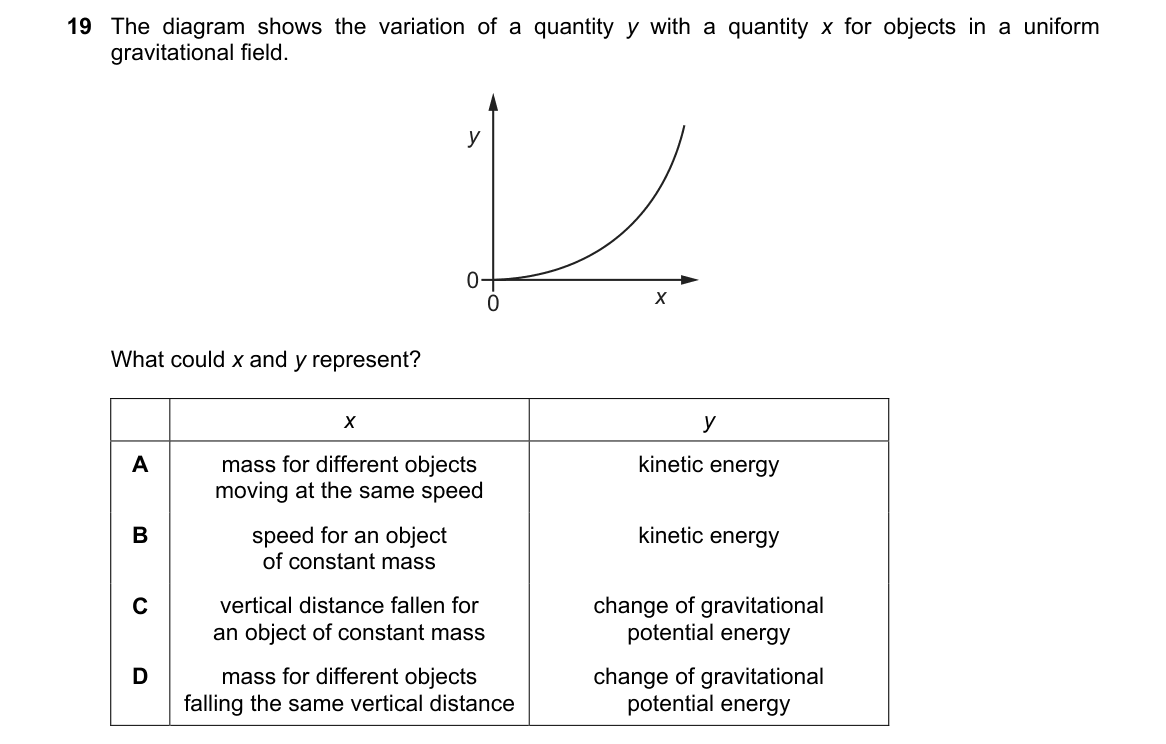 19 The diagram shows the variation of a quantity y with a quantity x for objects in a uniform
gravitational field.
y
0
0
x
What could x and y represent?
x y
A mass for different objects kinetic energy
moving at the same speed
B speed for an object kinetic energy
of constant mass
C vertical distance fallen for change of gravitational
an object of constant mass potential energy
D mass for different objects change of gravitational
falling the same vertical distance potential energy